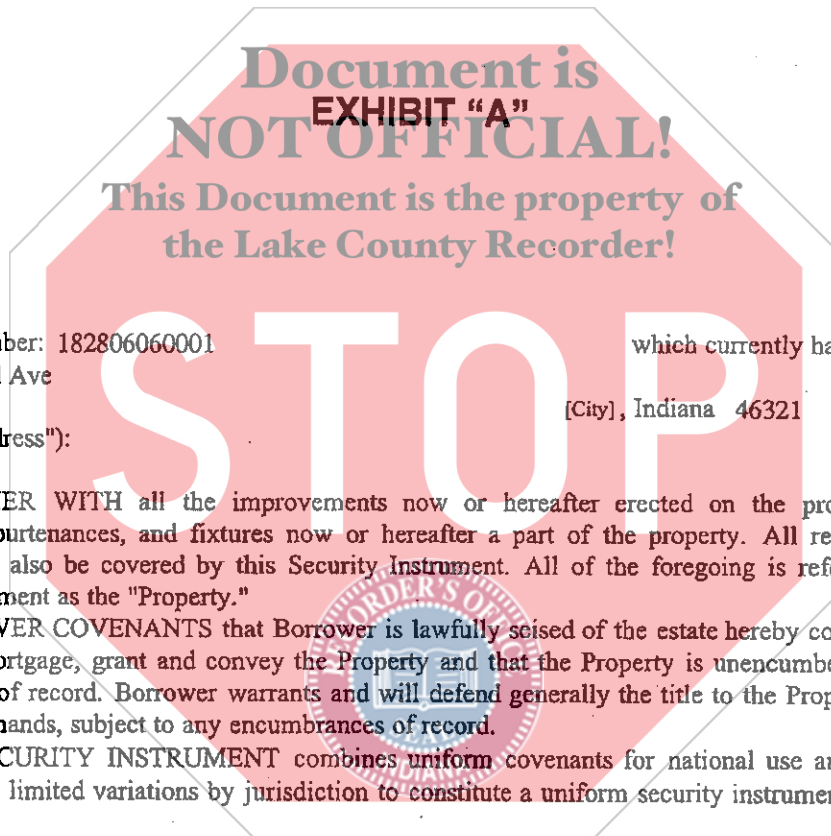 Document is
EXHIBIT "A"
NOT OFFICIAL!
This Document is the property of
the Lake County Recorder!
STOP
ber: 182806060001 which currently ha
Ave
[City], Indiana 46321
ress"):
ER WITH all the improvements now or hereafter erected on the pro
purtenances, and fixtures now or hereafter a part of the property. All re
also be covered by this Security Instrument. All of the foregoing is ref
ment as the "Property."
VER COVENANTS that Borrower is lawfully seised of the estate hereby co
ortgage, grant and convey the Property and that the Property is unencumbe
of record. Borrower warrants and will defend generally the title to the Prop
nands, subject to any encumbrances of record.
CURITY INSTRUMENT combines uniform covenants for national use a
limited variations by jurisdiction to constitute a uniform security instrumen
RECORDER'S OFFICE
SEAL
INDIANA